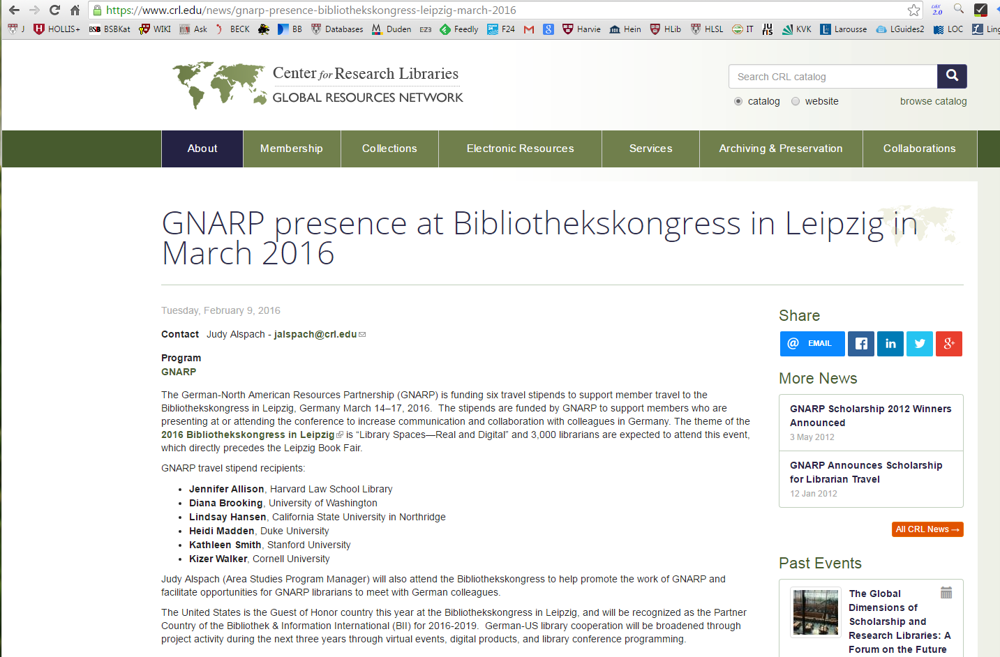 https://www.crl.edu/news/gnarp-presence-bibliothekskongress-leipzig-march-2016
J HOLLIS+ BSB BSBKat WIKI Ask BECK BB Databases Duden EZB Feedly F24 Harvie Hein HLib HLSL IT KVK Larousse LGuides2 LOC Ling
Center for Research Libraries
GLOBAL RESOURCES NETWORK
Search CRL catalog
catalog website browse catalog
About Membership Collections Electronic Resources Services Archiving & Preservation Collaborations
GNARP presence at Bibliothekskongress in Leipzig in
March 2016
Tuesday, February 9, 2016
Contact Judy Alspach - jalspach@crl.edu
Program
GNARP
The German-North American Resources Partnership (GNARP) is funding six travel stipends to support member travel to the
Bibliothekskongress in Leipzig, Germany March 14–17, 2016. The stipends are funded by GNARP to support members who are
presenting at or attending the conference to increase communication and collaboration with colleagues in Germany. The theme of the
2016 Bibliothekskongress in Leipzig is “Library Spaces—Real and Digital” and 3,000 librarians are expected to attend this event,
which directly precedes the Leipzig Book Fair.
GNARP travel stipend recipients:
• Jennifer Allison, Harvard Law School Library
• Diana Brooking, University of Washington
• Lindsay Hansen, California State University in Northridge
• Heidi Madden, Duke University
• Kathleen Smith, Stanford University
• Kizer Walker, Cornell University
Judy Alspach (Area Studies Program Manager) will also attend the Bibliothekskongress to help promote the work of GNARP and
facilitate opportunities for GNARP librarians to meet with German colleagues.
The United States is the Guest of Honor country this year at the Bibliothekskongress in Leipzig, and will be recognized as the Partner
Country of the Bibliothek & Information International (BII) for 2016-2019. German-US library cooperation will be broadened through
project activity during the next three years through virtual events, digital products, and library conference programming.
Share
@ EMAIL f in g+
More News
GNARP Scholarship 2012 Winners
Announced
3 May 2012
GNARP Announces Scholarship
for Librarian Travel
12 Jan 2012
All CRL News →
Past Events
The Global
Dimensions of
Scholarship and
Research Libraries: A
Forum on the Future